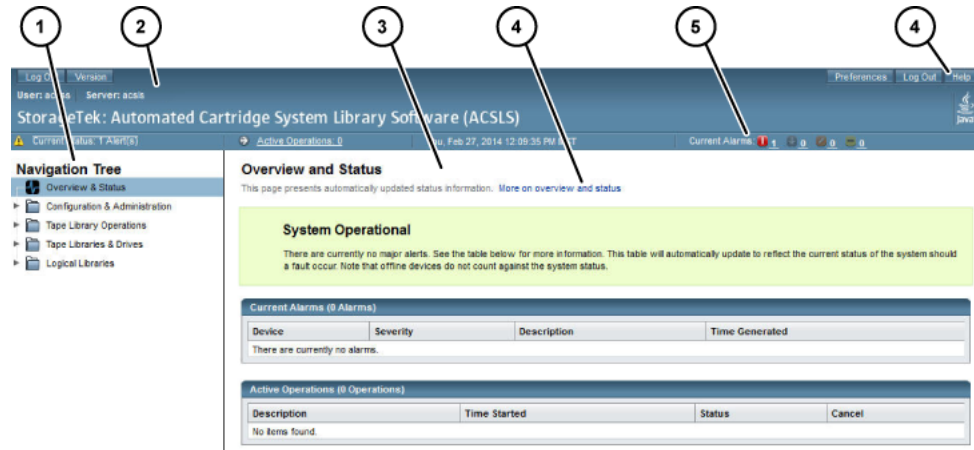 1 2 3 4 5 4
Log Version Preferences Log Out Help
User: Server: acsls
StorageTek: Automated Cartridge System Library Software (ACSLS)
Java
Current Status: 1 Alert(s) Active Operations: 0 Feb 27, 2014 12:09:35 PM Current Alarms: 1 0 0 0
Navigation Tree
Overview & Status
Configuration & Administration
Tape Library Operations
Tape Libraries & Drives
Logical Libraries
Overview and Status
This page presents automatically updated status information. More on overview and status
System Operational
There are currently no major alerts. See the table below for more information. This table will automatically update to reflect the current status of the system should
a fault occur. Note that offline devices do not count against the system status.
Current Alarms (0 Alarms)
Device Severity Description Time Generated
There are currently no alarms.
Active Operations (0 Operations)
Description Time Started Status Cancel
No items found.